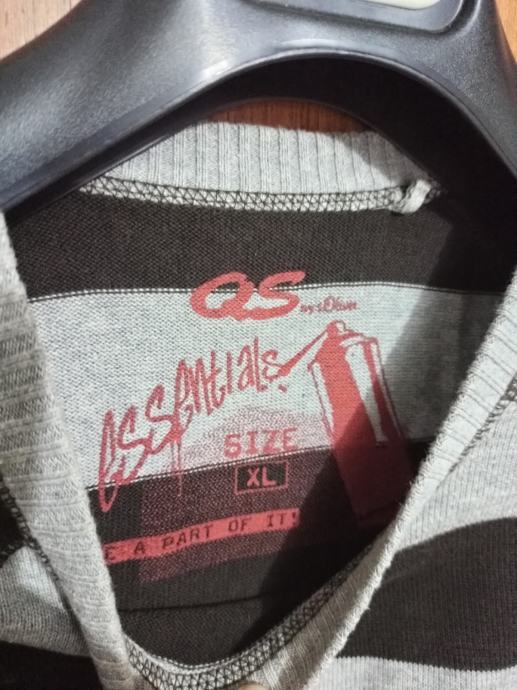 QS by s.Oliver
essentials.
SIZE
XL
E A PART OF IT!